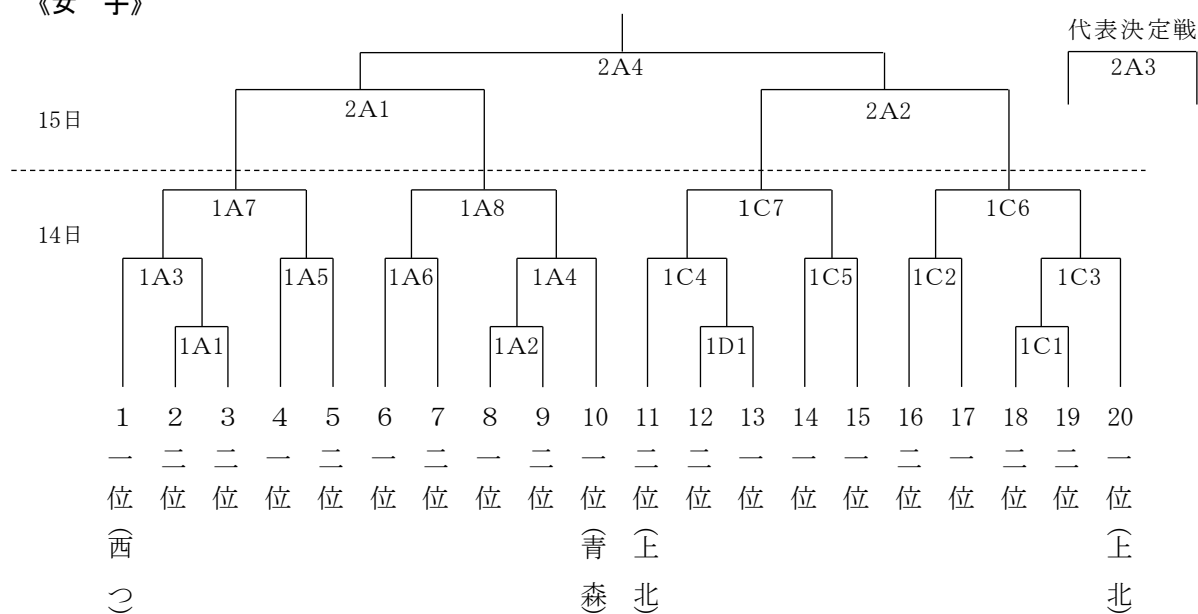 《女 子》
代表決定戦
2A4
2A3
2A1
2A2
15日
1A7
1A8
1C7
1C6
14日
1A3
1A5
1A6
1A4
1C4
1C5
1C2
1C3
1A1
1A2
1D1
1C1
1 2 3 4 5 6 7 8 9 10 11 12 13 14 15 16 17 18 19 20
一位(西つ)
二位
二位
一位
二位
一位
二位
一位
二位
一位(青森)
二位(上北)
二位
一位
一位
一位
二位
一位
二位
二位
一位(上北)